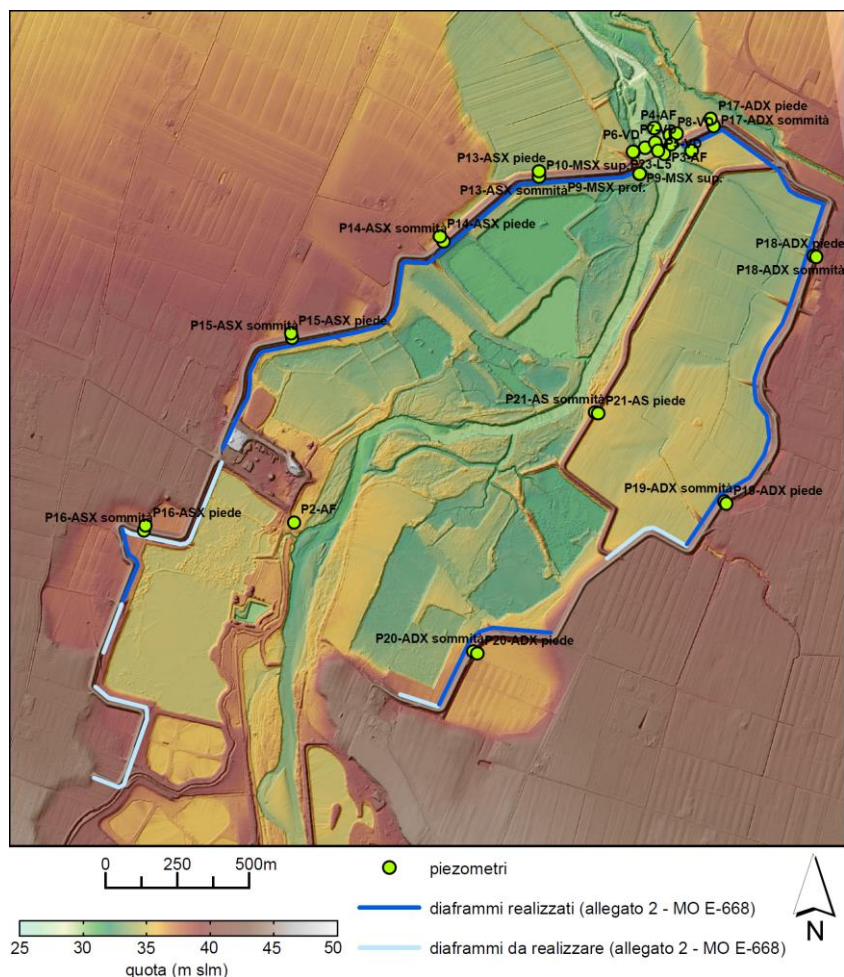 P4-AF
P17-ADX piede
P8-VD
P17-ADX sommità
P6-VD
P3-AF
P13-ASX piede
P10-MSX sup.
P23-L5
P13-ASX sommità
P9-MSX prof.
P9-MSX sup.
P14-ASX sommità
P14-ASX piede
P18-ADX piede
P18-ADX sommità
P15-ASX sommità
P15-ASX piede
P21-AS sommità
P21-AS piede
P19-ADX sommità
P19-ADX piede
P16-ASX sommità
P16-ASX piede
P2-AF
P20-ADX sommità
P20-ADX piede
0 250 500m
piezometri
diaframmi realizzati (allegato 2 - MO E-668)
diaframmi da realizzare (allegato 2 - MO E-668)
N
25 30 35 40 45 50
quota (m slm)